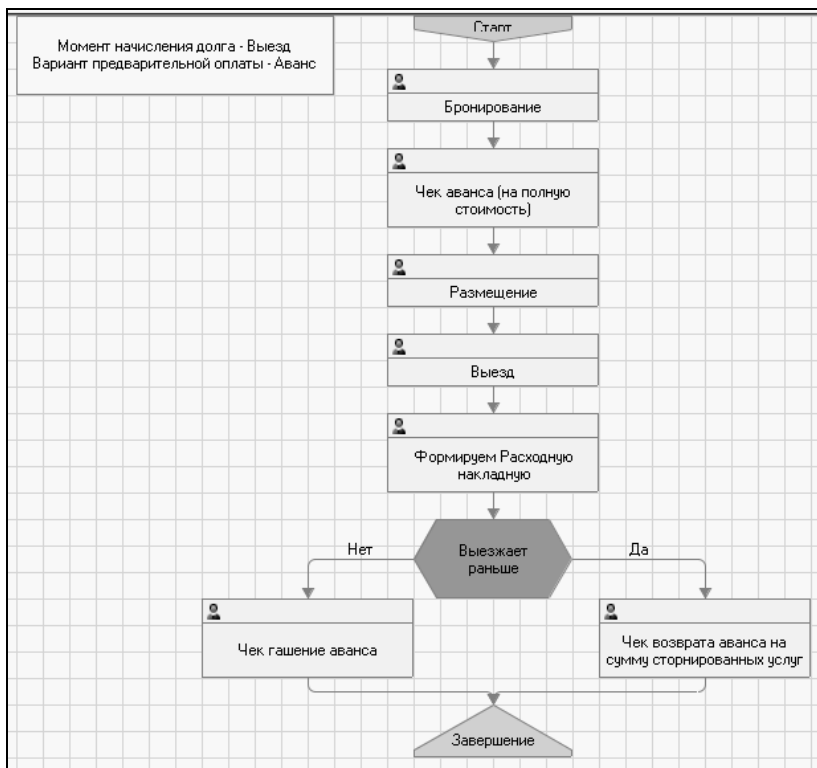 Момент начисления долга - Выезд
Вариант предварительной оплаты - Аванс
Старт
Бронирование
Чек аванса (на полную
стоимость)
Размещение
Выезд
Формируем Расходную
накладную
Выезжает
раньше
Нет
Да
Чек гашение аванса
Чек возврата аванса на
сумму сторнированных услуг
Завершение